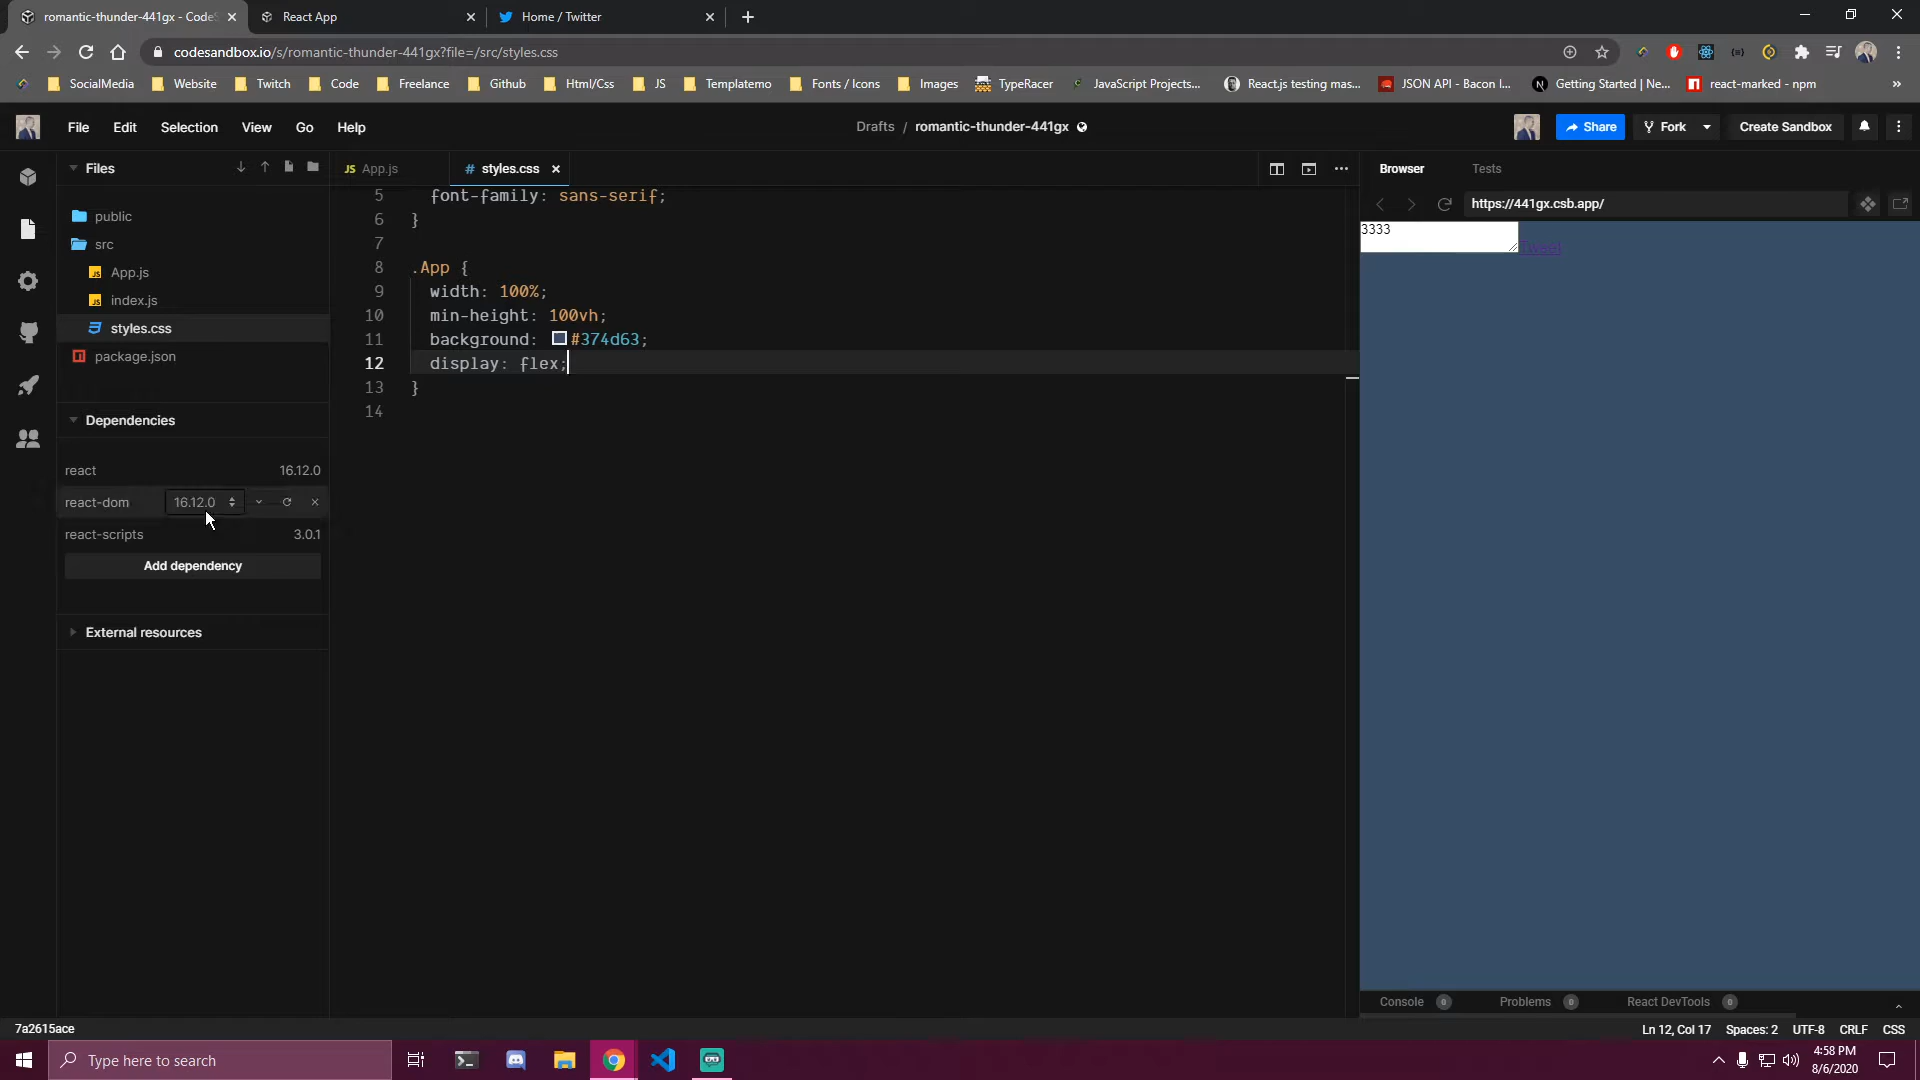 romantic-thunder-441gx - CodeS
React App
Home / Twitter
codesandbox.io/s/romantic-thunder-441gx?file=/src/styles.css
SocialMedia
Website
Twitch
Code
Freelance
Github
Html/Css
JS
Templatemo
Fonts / Icons
Images
TypeRacer
JavaScript Projects...
React.js testing mas...
JSON API - Bacon I...
Getting Started | Ne...
react-marked - npm
»
File
Edit
Selection
View
Go
Help
Drafts / romantic-thunder-441gx
Share
Fork
Create Sandbox
Files
JS App.js
# styles.css
Browser
Tests
https://441gx.csb.app/
public
src
App.js
index.js
styles.css
package.json
Dependencies
react 16.12.0
react-dom 16.12.0
react-scripts 3.0.1
Add dependency
External resources
5 font-family: sans-serif;
6 }
7
8 .App {
9 width: 100%;
10 min-height: 100vh;
11 background: #374d63;
12 display: flex;
13 }
14
3333
Tweet
Console 0
Problems 0
React DevTools 0
7a2615ace
Ln 12, Col 17
Spaces: 2
UTF-8
CRLF
CSS
Type here to search
4:58 PM
8/6/2020